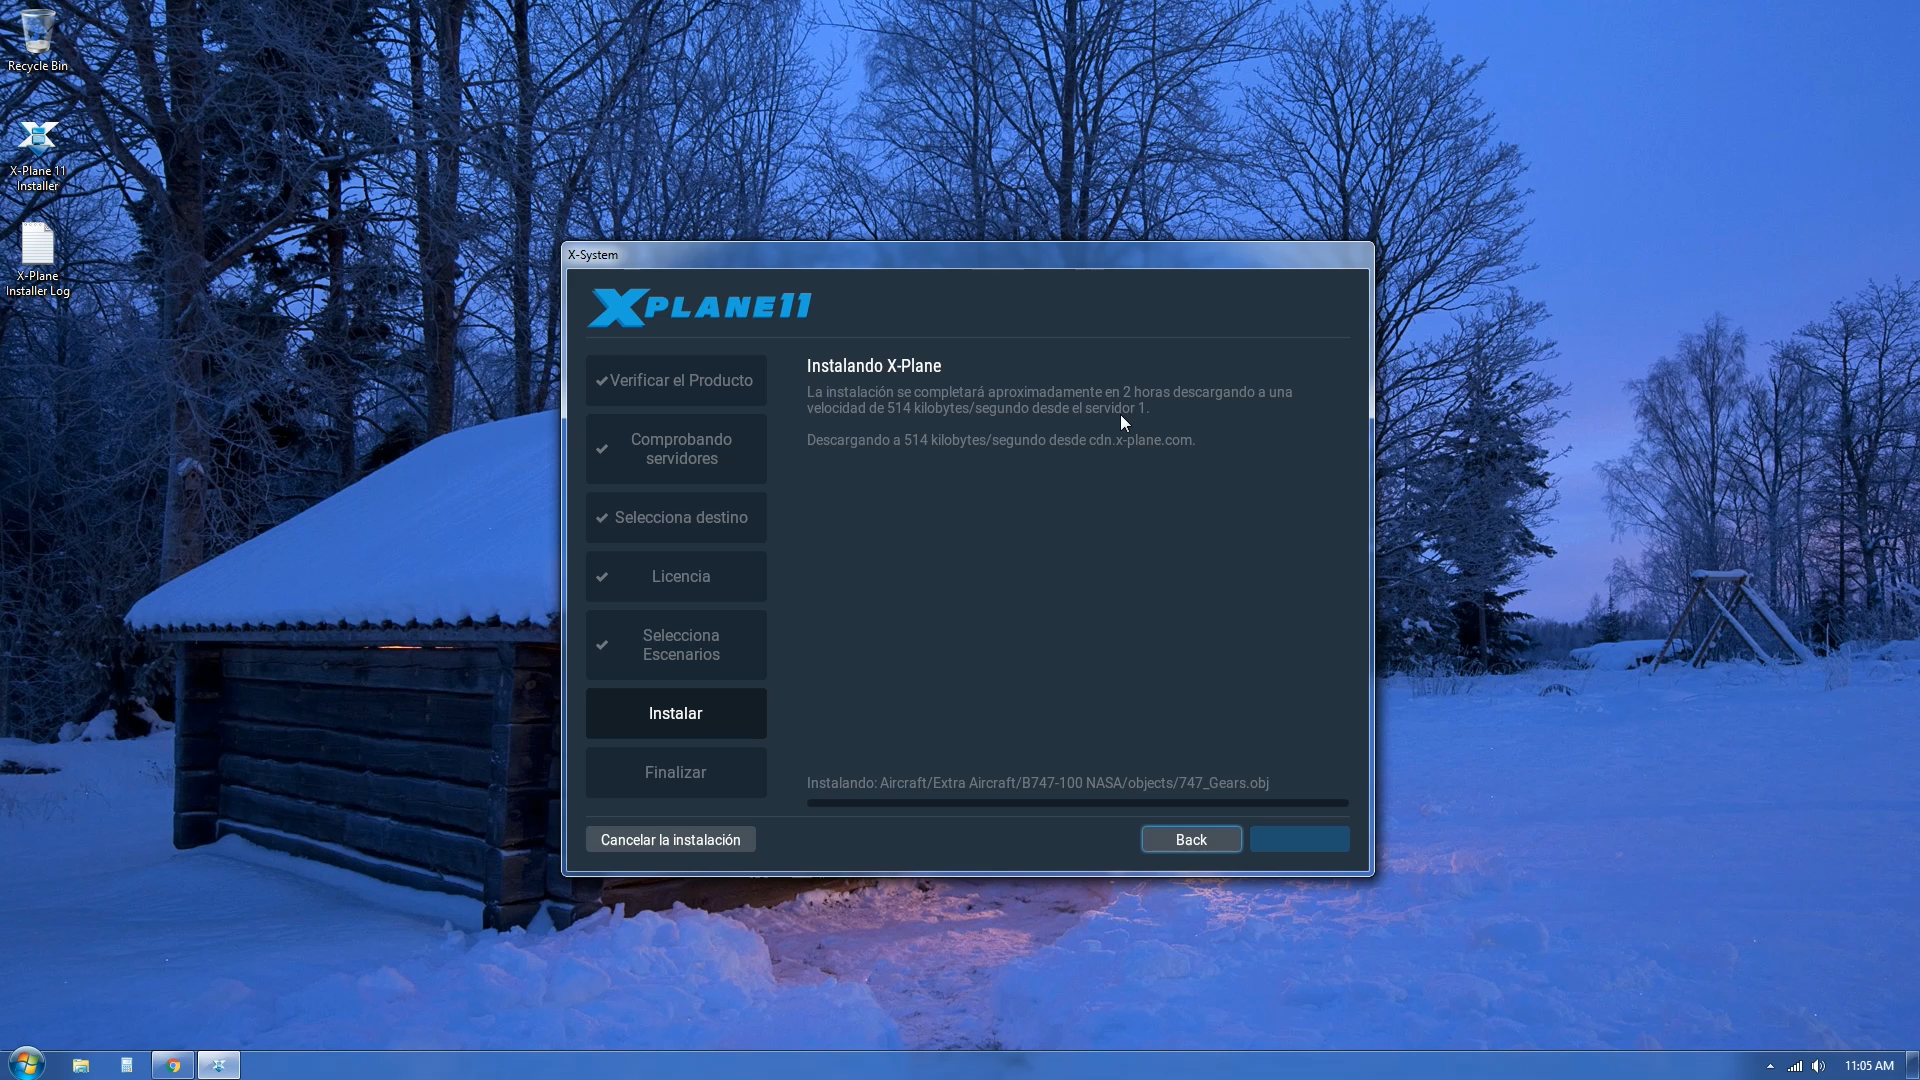 Recycle Bin
X-Plane 11
Installer
X-Plane
Installer Log
X-System
XPLANE11
✔Verificar el Producto
✔ Comprobando
servidores
✔ Selecciona destino
✔ Licencia
✔ Selecciona
Escenarios
Instalar
Finalizar
Instalando X-Plane
La instalación se completará aproximadamente en 2 horas descargando a una
velocidad de 514 kilobytes/segundo desde el servidor 1.
Descargando a 514 kilobytes/segundo desde cdn.x-plane.com.
Instalando: Aircraft/Extra Aircraft/B747-100 NASA/objects/747_Gears.obj
Cancelar la instalación
Back
11:05 AM